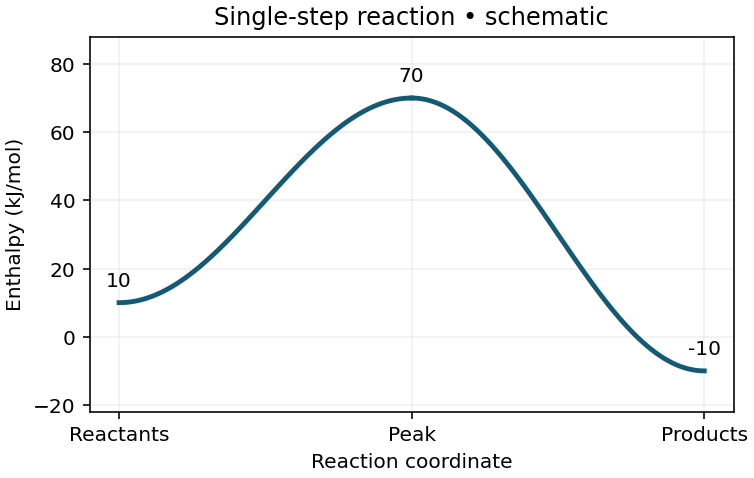 Single-step reaction • schematic
Enthalpy (kJ/mol)
80
60
40
20
0
−20
10
70
-10
Reactants
Peak
Products
Reaction coordinate